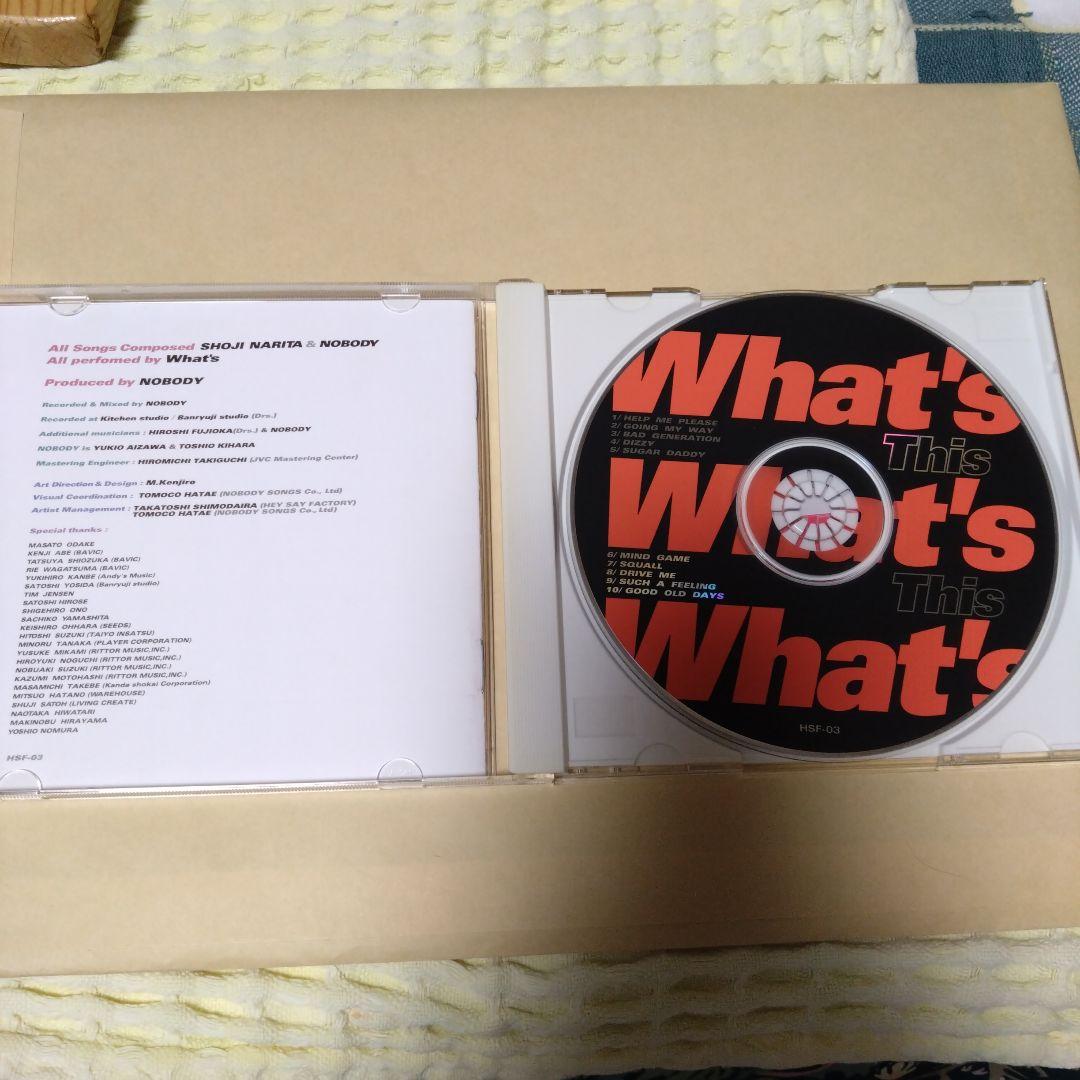 All Songs Composed SHOJI NARITA & NOBODY
All perfomed by What's
Produced by NOBODY
Recorded & Mixed by NOBODY
Recorded at Kitchen studio / Banryuji studio (Drs.)
Additional musicians : HIROSHI FUJIOKA(Drs.) & NOBODY
NOBODY is YUKIO AIZAWA & TOSHIO KIHARA
Mastering Engineer : HIROMICHI TAKIGUCHI (JVC Mastering Center)
Art Direction & Design : M.Kenjiro
Visual Coordination : TOMOCO HATAE (NOBODY SONGS Co., Ltd)
Artist Management : TAKATOSHI SHIMODAIRA (HEY SAY FACTORY)
TOMOCO HATAE (NOBODY SONGS Co., Ltd)
Special thanks :
MASATO ODAKE
KENJI ABE (BAVIC)
TATSUYA SHIOZUKA (BAVIC)
RIE WAGATSUMA (BAVIC)
YUKIHIRO KANBE (Andy's Music)
SATOSHI YOSIDA (Banryuji studio)
TIM JENSEN
SATOSHI HIROSE
SHIGEHIRO ONO
SACHIKO YAMASHITA
KEISHIRO OHHARA (SEEDS)
HITOSHI SUZUKI (TAIYO INSATSU)
MINORU TANAKA (PLAYER CORPORATION)
YUSUKE MIKAMI (RITTOR MUSIC,INC.)
HIROYUKI NOGUCHI (RITTOR MUSIC,INC.)
NOBUAKI SUZUKI (RITTOR MUSIC,INC.)
KAZUMI MOTOHASHI (RITTOR MUSIC,INC.)
MASAMICHI TAKEBE (Kanda shokai Corporation)
MITSUO HATANO (WAREHOUSE)
SHUJI SATOH (LIVING CREATE)
NAOTAKA HIWATARI
MAKINOBU HIRAYAMA
YOSHIO NOMURA
HSF-03
What's
1/ HELP ME PLEASE
2/ GOING MY WAY
3/ BAD GENERATION
4/ DIZZY
5/ SUGAR DADDY
This
What's
6/ MIND GAME
7/ SQUALL
8/ DRIVE ME
9/ SUCH A FEELING
10/ GOOD OLD DAYS
This
What's
HSF-03